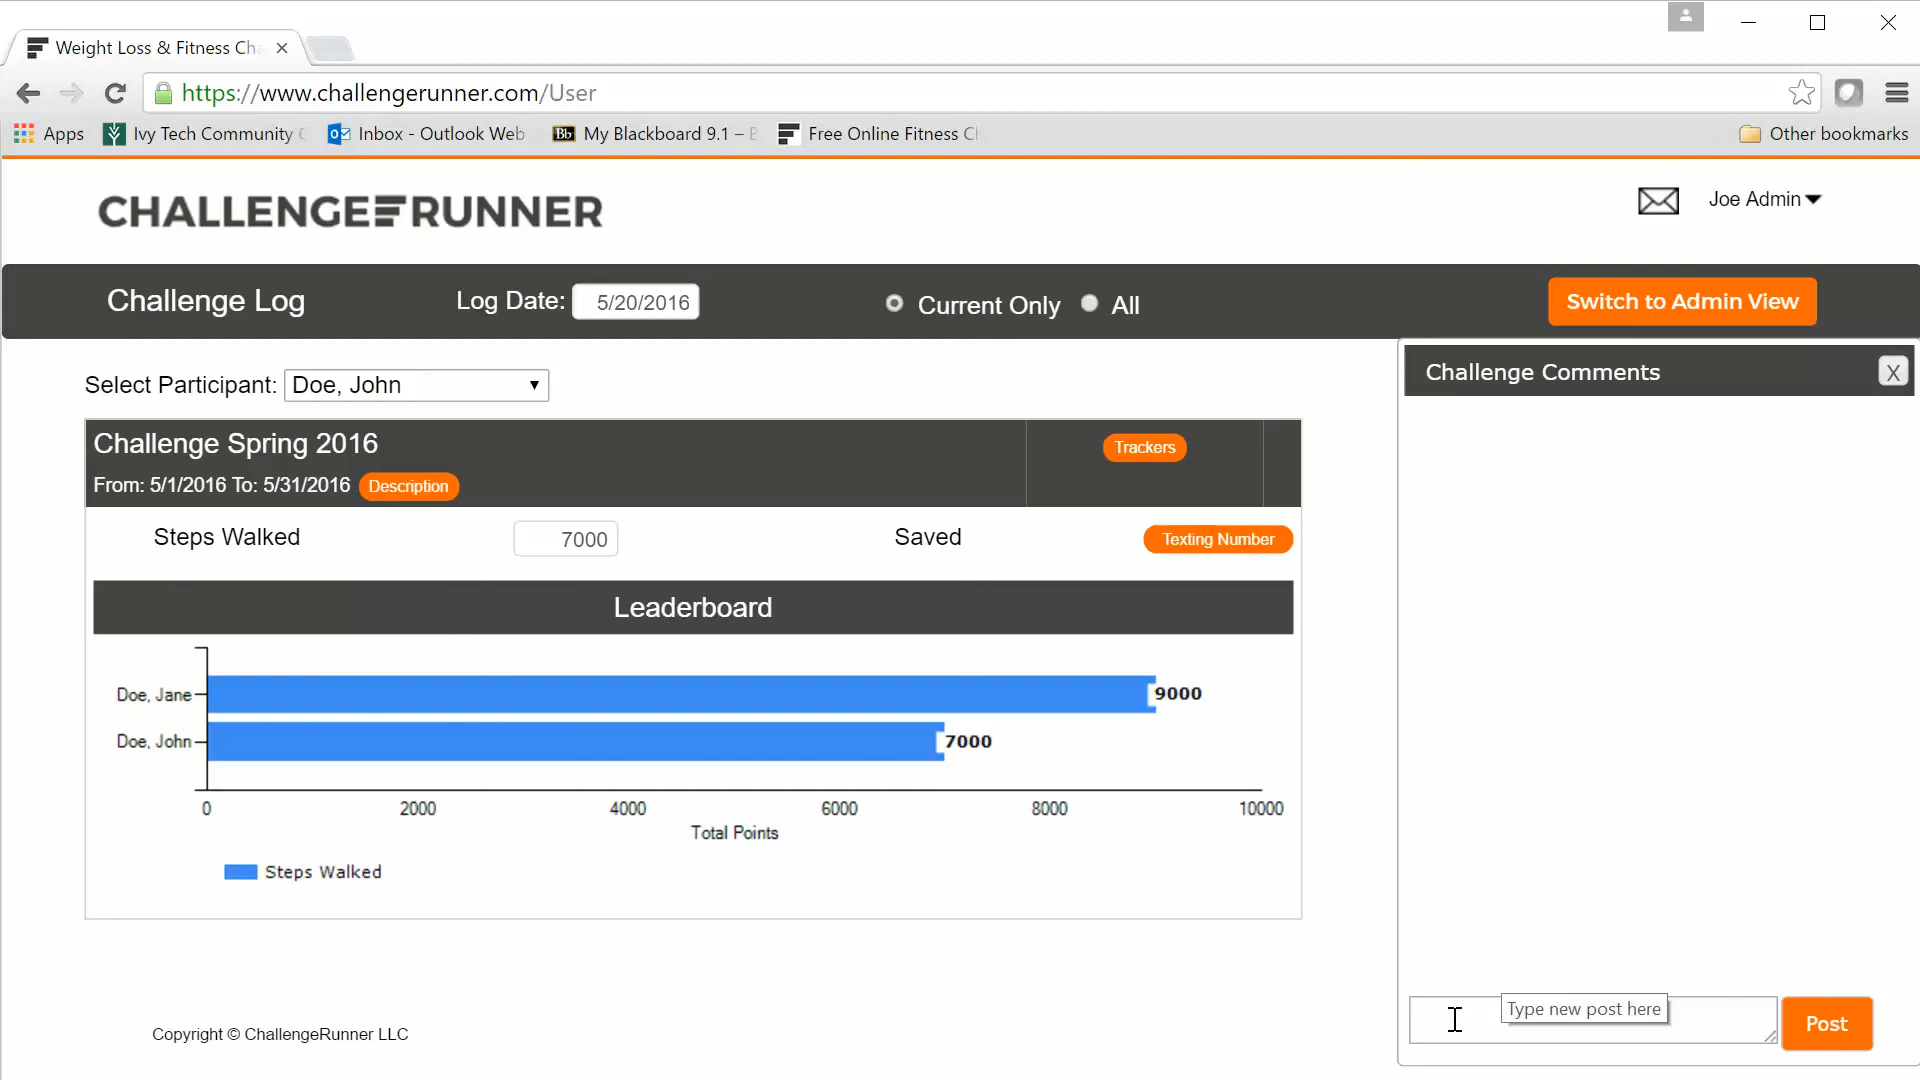 Weight Loss & Fitness Cha
https://www.challengerunner.com/User
Apps
Ivy Tech Community C
Inbox - Outlook Web
Bb
My Blackboard 9.1 – B
Free Online Fitness Ch
Other bookmarks
CHALLENGE RUNNER
Joe Admin
Challenge Log
Log Date: 5/20/2016
Current Only
All
Switch to Admin View
Select Participant: Doe, John
Challenge Comments
X
Challenge Spring 2016
Trackers
From: 5/1/2016 To: 5/31/2016 Description
Steps Walked
7000
Saved
Texting Number
Leaderboard
Doe, Jane
9000
Doe, John
7000
0 2000 4000 6000 8000 10000
Total Points
Steps Walked
Type new post here
Post
Copyright © ChallengeRunner LLC